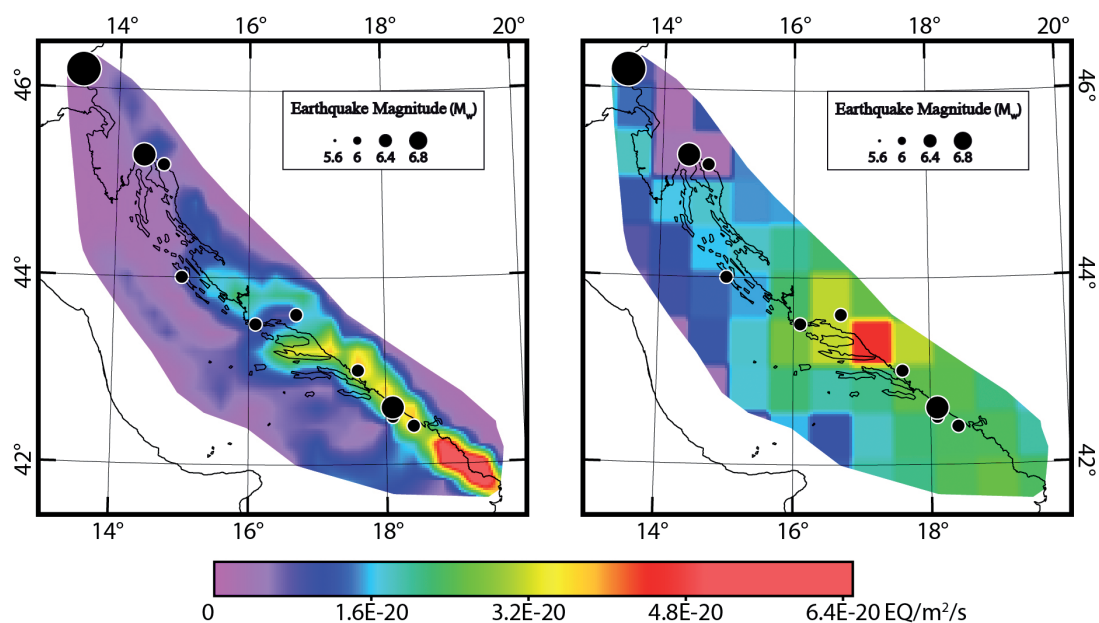 14° 16° 18° 20° 14° 16° 18° 20°
46° 46°
Earthquake Magnitude (Mw) Earthquake Magnitude (Mw)
5.6 6 6.4 6.8 5.6 6 6.4 6.8
44° 44°
42° 42°
14° 16° 18° 14° 16° 18°
0 1.6E-20 3.2E-20 4.8E-20 6.4E-20 EQ/m²/s